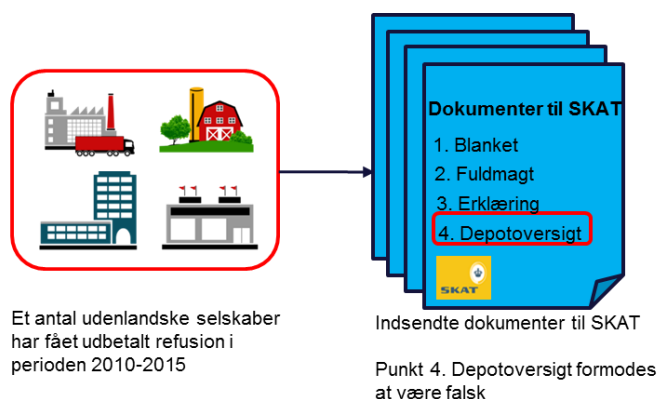 Dokumenter til SKAT
1. Blanket
2. Fuldmagt
3. Erklæring
4. Depotoversigt
SKAT
Et antal udenlandske selskaber
har fået udbetalt refusion i
perioden 2010-2015
Indsendte dokumenter til SKAT
Punkt 4. Depotoversigt formodes
at være falsk